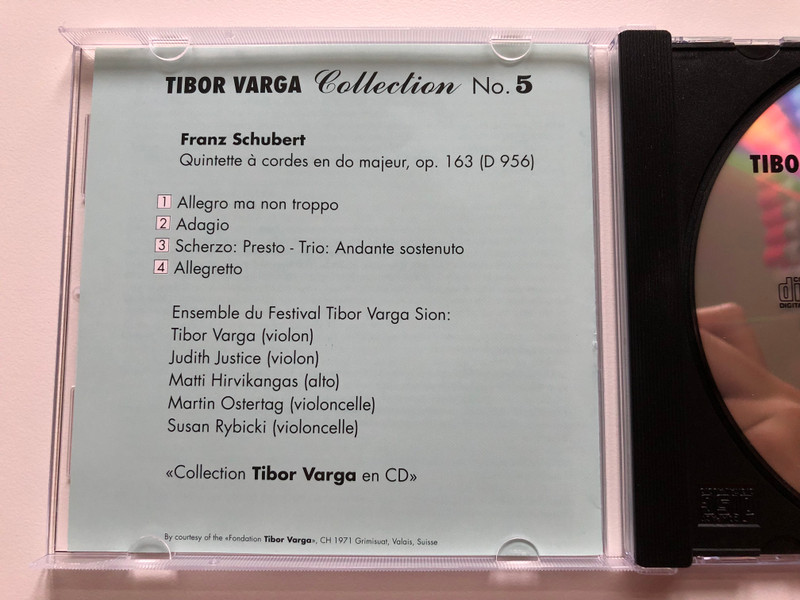 TIBOR VARGA Collection No. 5
Franz Schubert
Quintette à cordes en do majeur, op. 163 (D 956)
1 Allegro ma non troppo
2 Adagio
3 Scherzo: Presto - Trio: Andante sostenuto
4 Allegretto
Ensemble du Festival Tibor Varga Sion:
Tibor Varga (violon)
Judith Justice (violon)
Matti Hirvikangas (alto)
Martin Ostertag (violoncelle)
Susan Rybicki (violoncelle)
«Collection Tibor Varga en CD»
By courtesy of the «Fondation Tibor Varga», CH 1971 Grimisuat, Valais, Suisse
TIBO